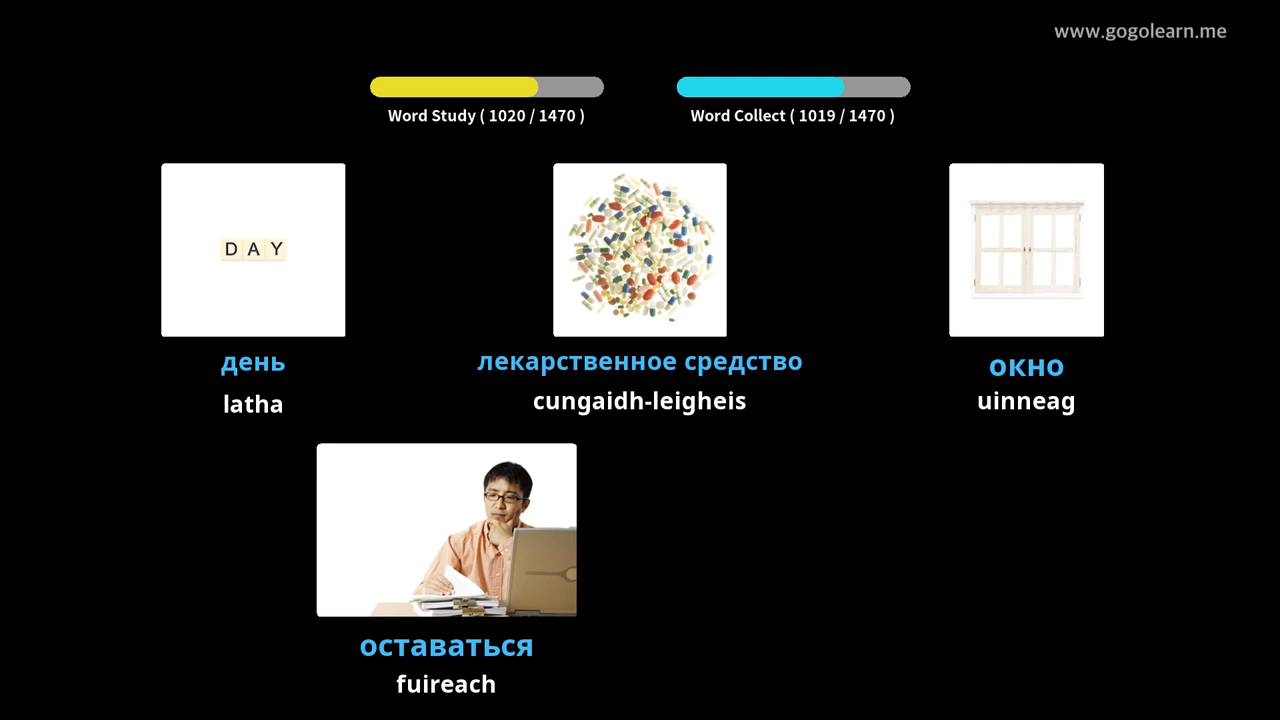 www.gogolearn.me
Word Study ( 1020 / 1470 )
Word Collect ( 1019 / 1470 )
DAY
день
latha
лекарственное средство
cungaidh-leigheis
окно
uinneag
оставаться
fuireach